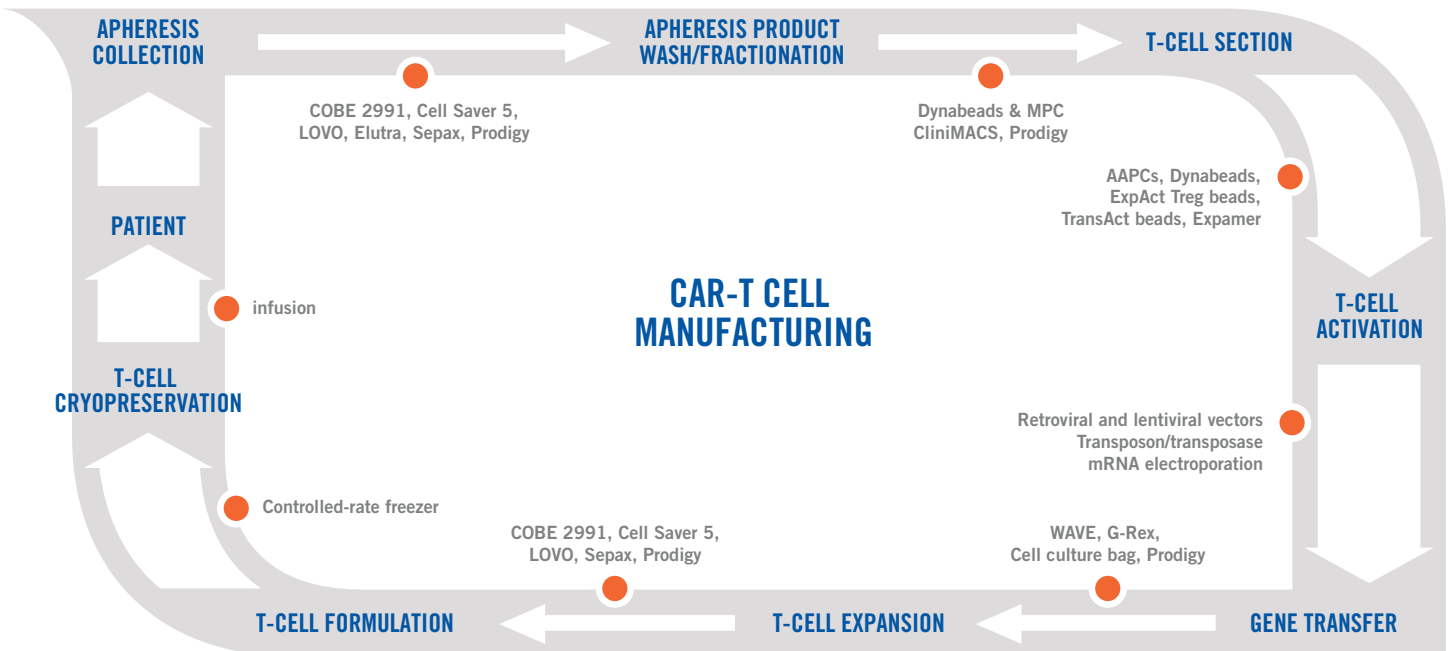 APHERESIS
COLLECTION
APHERESIS PRODUCT
WASH/FRACTIONATION
T-CELL SECTION
COBE 2991, Cell Saver 5,
LOVO, Elutra, Sepax, Prodigy
Dynabeads & MPC
CliniMACS, Prodigy
AAPCs, Dynabeads,
ExpAct Treg beads,
TransAct beads, Expamer
PATIENT
infusion
CAR-T CELL
MANUFACTURING
T-CELL
ACTIVATION
T-CELL
CRYOPRESERVATION
Retroviral and lentiviral vectors
Transposon/transposase
mRNA electroporation
Controlled-rate freezer
COBE 2991, Cell Saver 5,
LOVO, Sepax, Prodigy
WAVE, G-Rex,
Cell culture bag, Prodigy
T-CELL FORMULATION
T-CELL EXPANSION
GENE TRANSFER